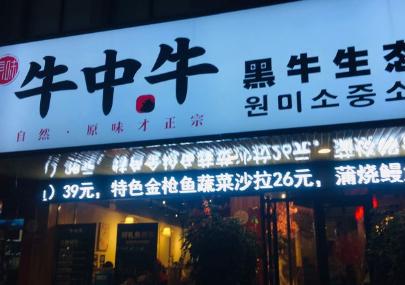 牛中牛
自然·原味才正宗
黑牛生态
원미소중소
）39元，特色金枪鱼蔬菜沙拉26元，蒲烧鳗